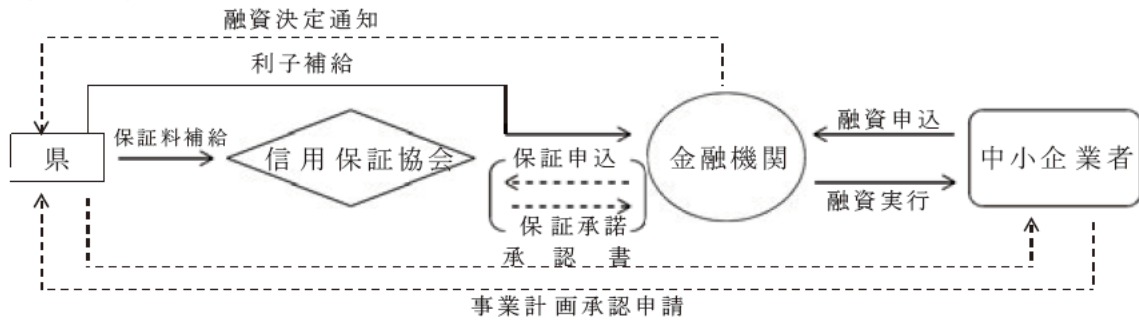 融資決定通知
利子補給
県
保証料補給
信用保証協会
保証申込
保証承諾
金融機関
融資申込
融資実行
中小企業者
承認書
事業計画承認申請